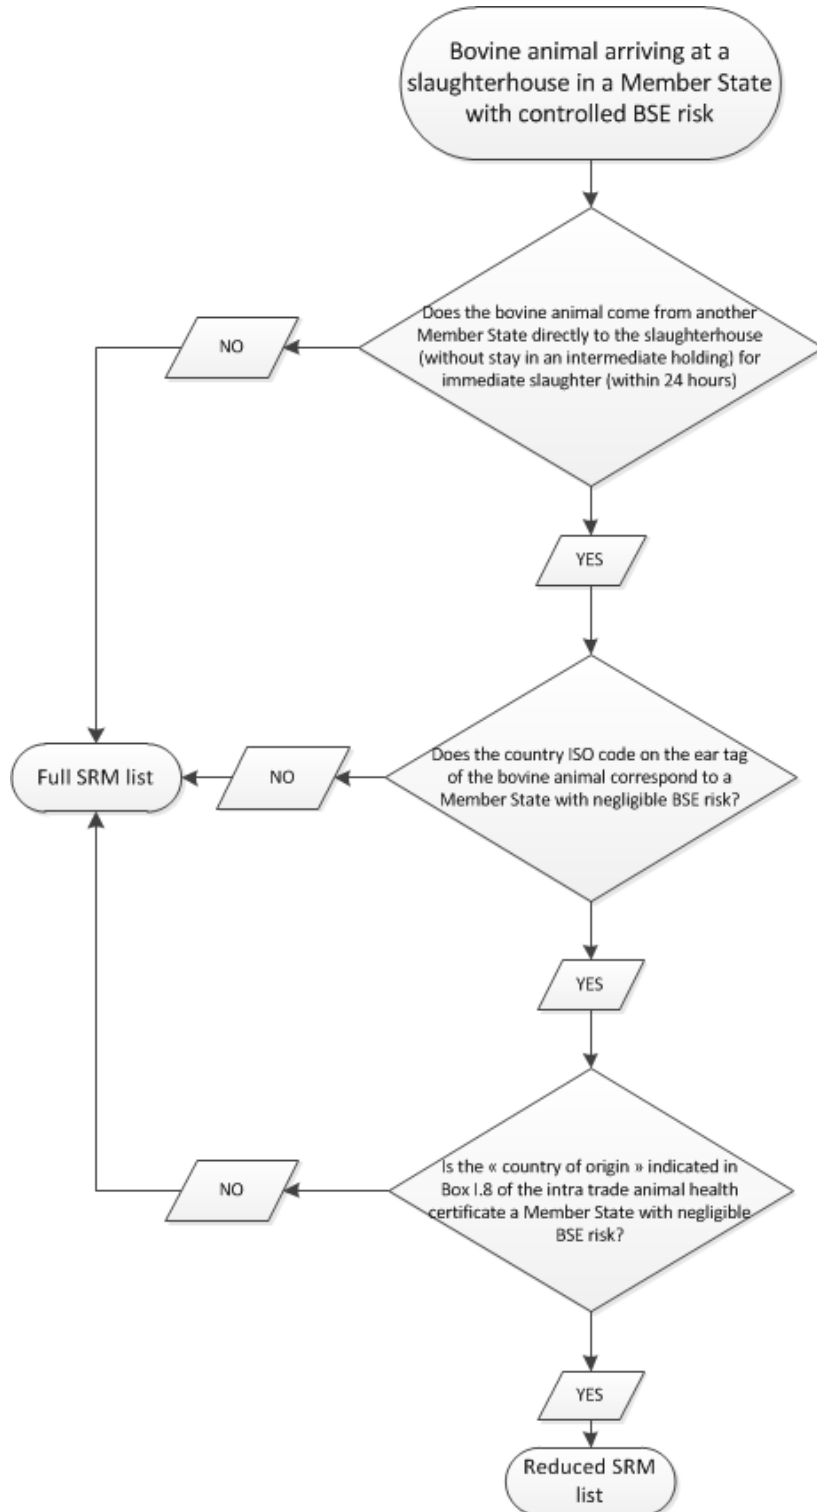 Bovine animal arriving at a
slaughterhouse in a Member State
with controlled BSE risk
Does the bovine animal come from another
Member State directly to the slaughterhouse
(without stay in an intermediate holding) for
immediate slaughter (within 24 hours)
NO
YES
Does the country ISO code on the ear tag
of the bovine animal correspond to a
Member State with negligible BSE risk?
NO
Full SRM list
YES
Is the « country of origin » indicated in
Box I.8 of the intra trade animal health
certificate a Member State with negligible
BSE risk?
NO
YES
Reduced SRM
list